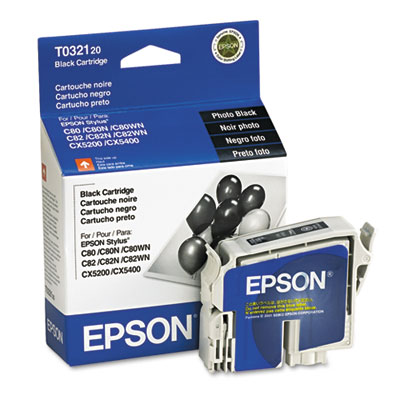 T032120
Black Cartridge
Cartouche noire
Cartucho negro
Cartucho preto
For / Pour / Para:
EPSON Stylus®
C80 /C80N /C80WN
C82 /C82N /C82WN
CX5200 /CX5400
EPSON
Photo Black
Noir photo
Negro foto
Preto foto
Black Cartridge
Cartouche noire
Cartucho negro
Cartucho preto
For / Pour / Para:
EPSON Stylus®
C80 /C80N /C80WN
C82 /C82N /C82WN
CX5200 /CX5400
EPSON
EPSON